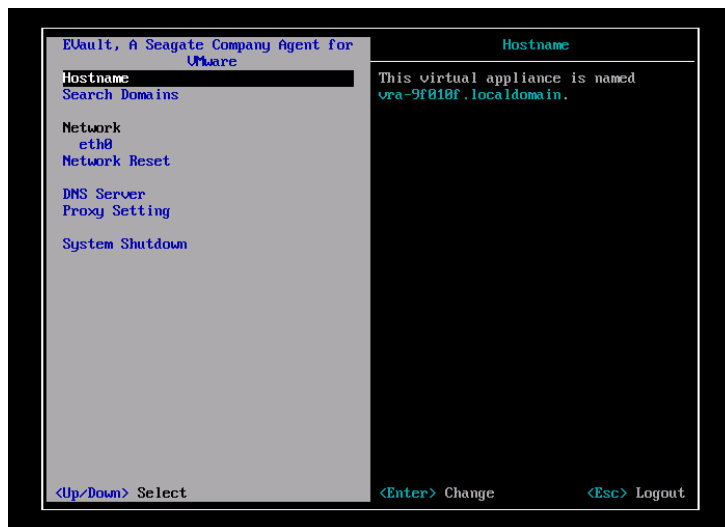 EVault, A Seagate Company Agent for
VMware
Hostname
Search Domains
Network
eth0
Network Reset
DNS Server
Proxy Setting
System Shutdown
<Up/Down> Select
Hostname
This virtual appliance is named
vra-9f010f.localdomain.
<Enter> Change
<Esc> Logout